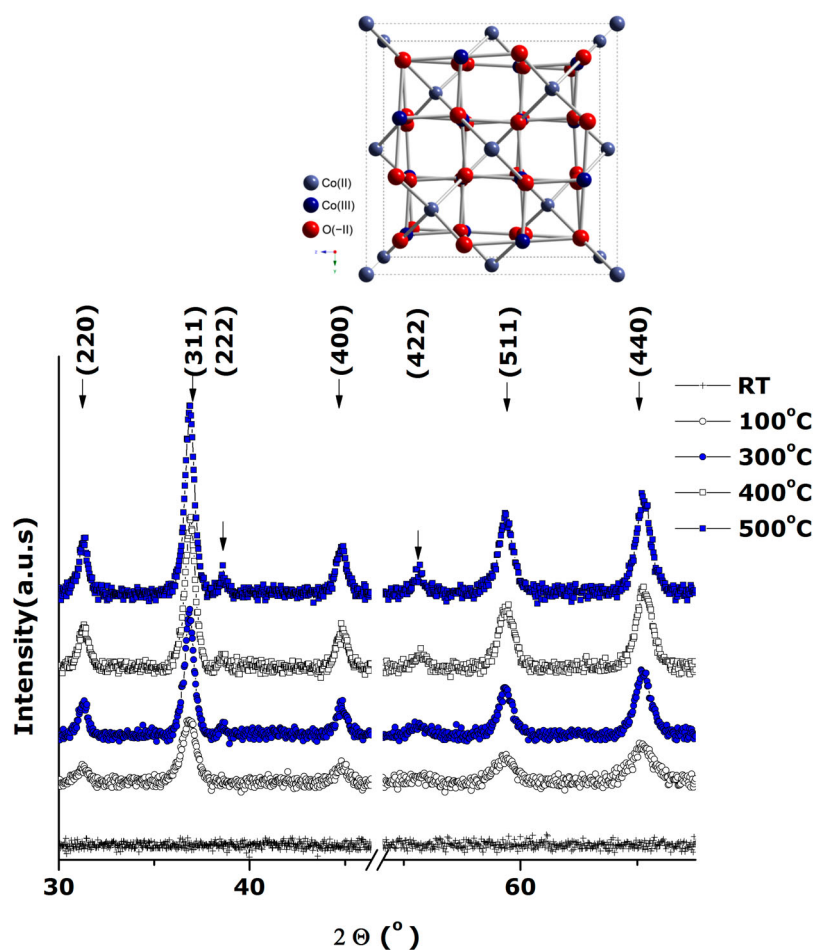 Co(II)
Co(III)
O(−II)
z
y
(220)
(311)
(222)
(400)
(422)
(511)
(440)
RT
100°C
300°C
400°C
500°C
Intensity(a.u.s)
30
40
60
2 Θ (°)